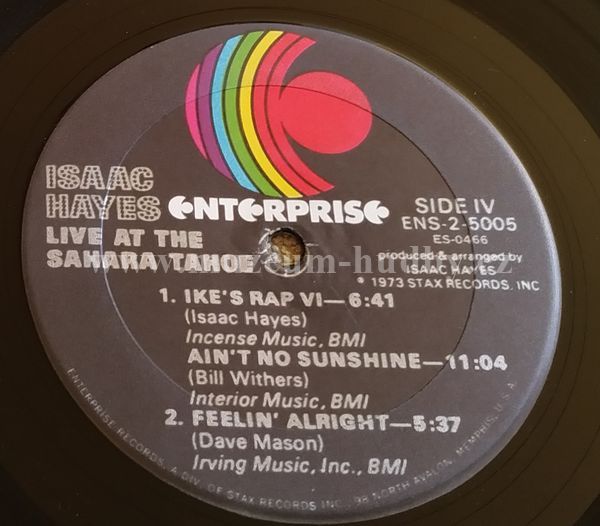 ISAAC
HAYES
ENTERPRISE
LIVE AT THE
SAHARA TAHOE
SIDE IV
ENS-2-5005
ES-0466
produced & arranged by
ISAAC HAYES
℗ 1973 STAX RECORDS, INC
1. IKE'S RAP VI—6:41
(Isaac Hayes)
Incense Music, BMI
AIN'T NO SUNSHINE—11:04
(Bill Withers)
Interior Music, BMI
2. FEELIN' ALRIGHT—5:37
(Dave Mason)
Irving Music, Inc., BMI
ENTERPRISE RECORDS, A DIV. OF STAX RECORDS INC., 98 NORTH AVALON, MEMPHIS, U.S.A.